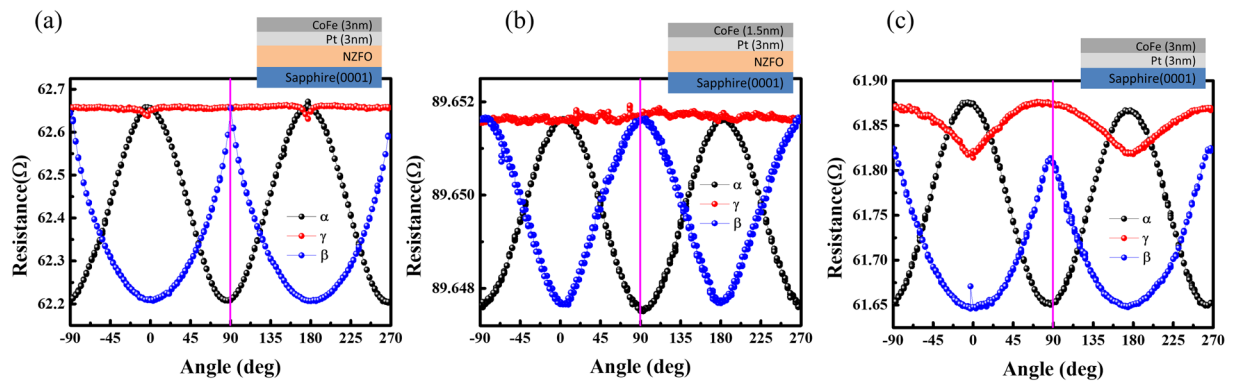 (a)
CoFe (3nm)
Pt (3nm)
NZFO
Sapphire(0001)
62.7
62.6
62.5
62.4
62.3
62.2
Resistance(Ω)
α
γ
β
-90 -45 0 45 90 135 180 225 270
Angle (deg)
(b)
CoFe (1.5nm)
Pt (3nm)
NZFO
Sapphire(0001)
89.652
89.650
89.648
Resistance(Ω)
α
γ
β
-90 -45 0 45 90 135 180 225 270
Angle (deg)
(c)
CoFe (3nm)
Pt (3nm)
Sapphire(0001)
61.90
61.85
61.80
61.75
61.70
61.65
Resistance(Ω)
α
γ
β
-90 -45 0 45 90 135 180 225 270
Angle (deg)